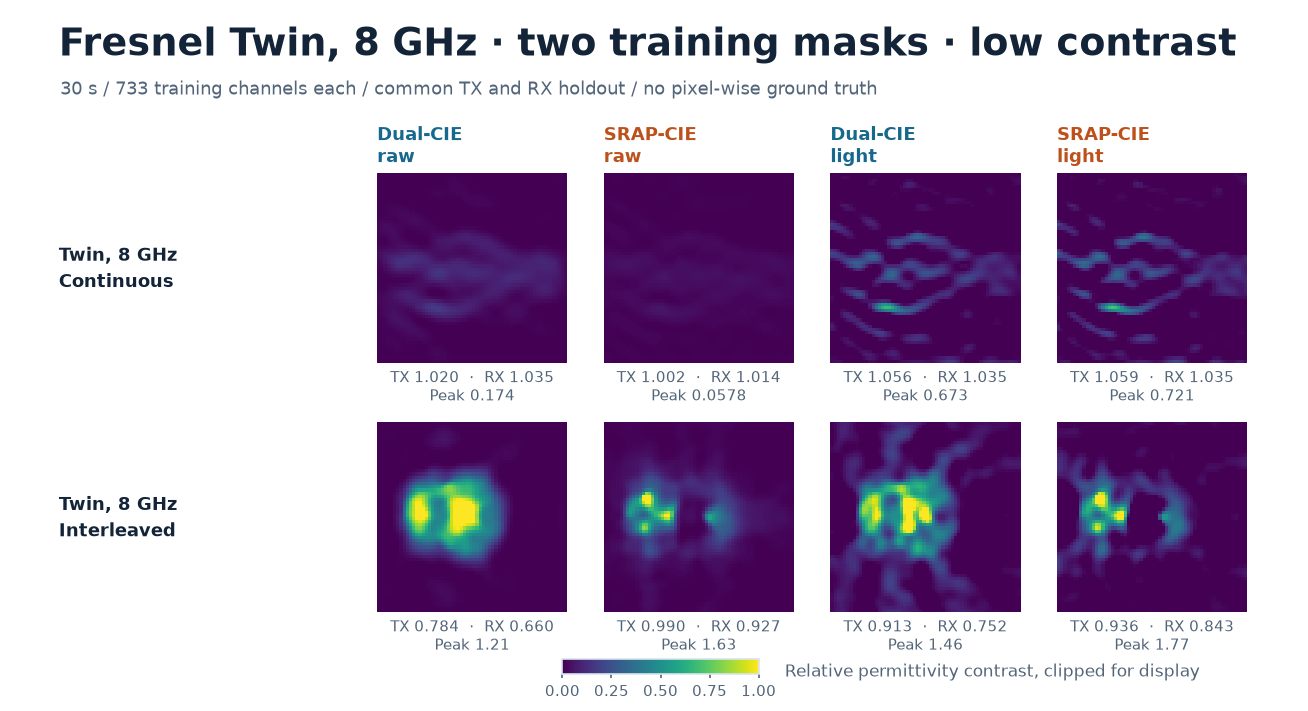 Fresnel Twin, 8 GHz · two training masks · low contrast
30 s / 733 training channels each / common TX and RX holdout / no pixel-wise ground truth
Dual-CIE
raw
SRAP-CIE
raw
Dual-CIE
light
SRAP-CIE
light
Twin, 8 GHz
Continuous
TX 1.020 · RX 1.035
Peak 0.174
TX 1.002 · RX 1.014
Peak 0.0578
TX 1.056 · RX 1.035
Peak 0.673
TX 1.059 · RX 1.035
Peak 0.721
Twin, 8 GHz
Interleaved
TX 0.784 · RX 0.660
Peak 1.21
TX 0.990 · RX 0.927
Peak 1.63
TX 0.913 · RX 0.752
Peak 1.46
TX 0.936 · RX 0.843
Peak 1.77
0.00 0.25 0.50 0.75 1.00
Relative permittivity contrast, clipped for display